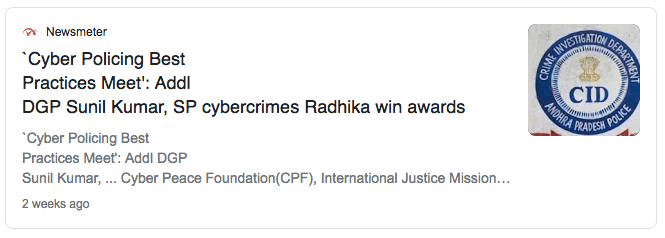 Newsmeter
`Cyber Policing Best
Practices Meet': Addl
DGP Sunil Kumar, SP cybercrimes Radhika win awards
`Cyber Policing Best
Practices Meet': Addl DGP
Sunil Kumar, ... Cyber Peace Foundation(CPF), International Justice Mission…
2 weeks ago
CRIME INVESTIGATION DEPARTMENT
CID
ANDHRA PRADESH POLICE